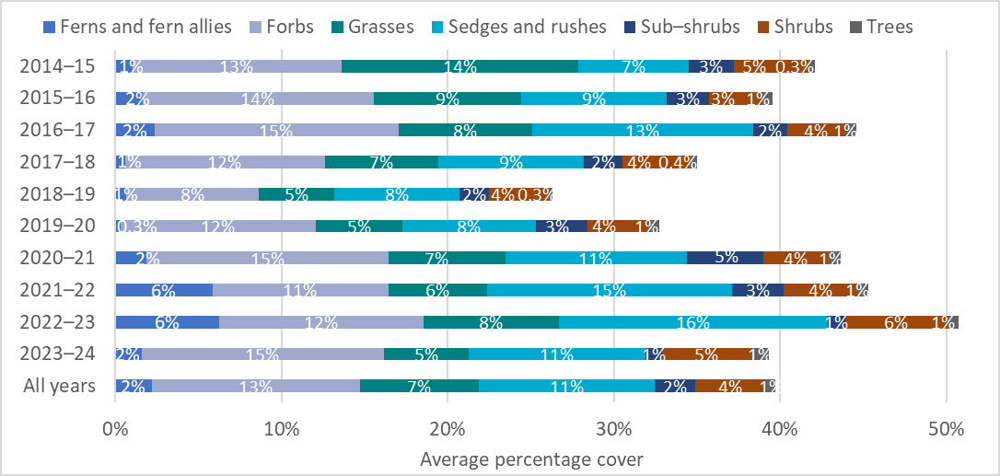 Ferns and fern allies Forbs Grasses Sedges and rushes Sub–shrubs Shrubs Trees
2014–15 1% 13% 14% 7% 3% 5% 0.3%
2015–16 2% 14% 9% 9% 3% 3% 1%
2016–17 2% 15% 8% 13% 2% 4% 1%
2017–18 1% 12% 7% 9% 2% 4% 0.4%
2018–19 1% 8% 5% 8% 2% 4% 0.3%
2019–20 0.3% 12% 5% 8% 3% 4% 1%
2020–21 2% 15% 7% 11% 5% 4% 1%
2021–22 6% 11% 6% 15% 3% 4% 1%
2022–23 6% 12% 8% 16% 1% 6% 1%
2023–24 2% 15% 5% 11% 1% 5% 1%
All years 2% 13% 7% 11% 2% 4% 1%
0% 10% 20% 30% 40% 50%
Average percentage cover